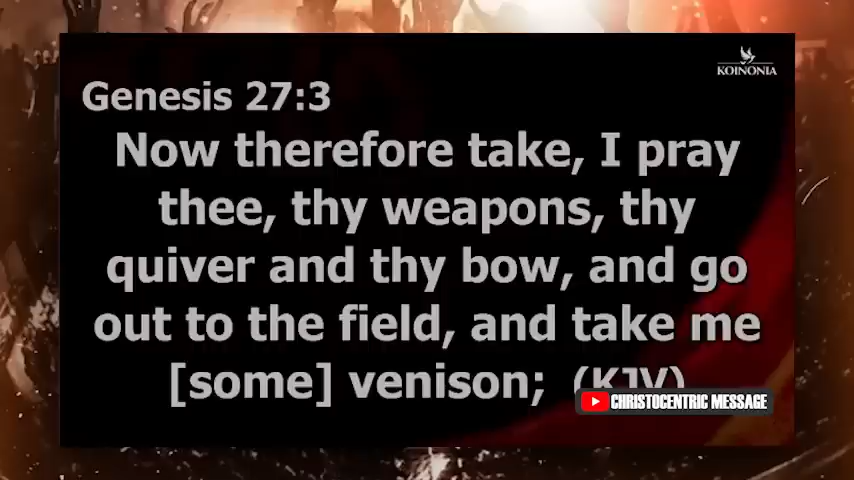 KOINONIA
Genesis 27:3
Now therefore take, I pray
thee, thy weapons, thy
quiver and thy bow, and go
out to the field, and take me
[some] venison; (KJV)
CHRISTOCENTRIC MESSAGE